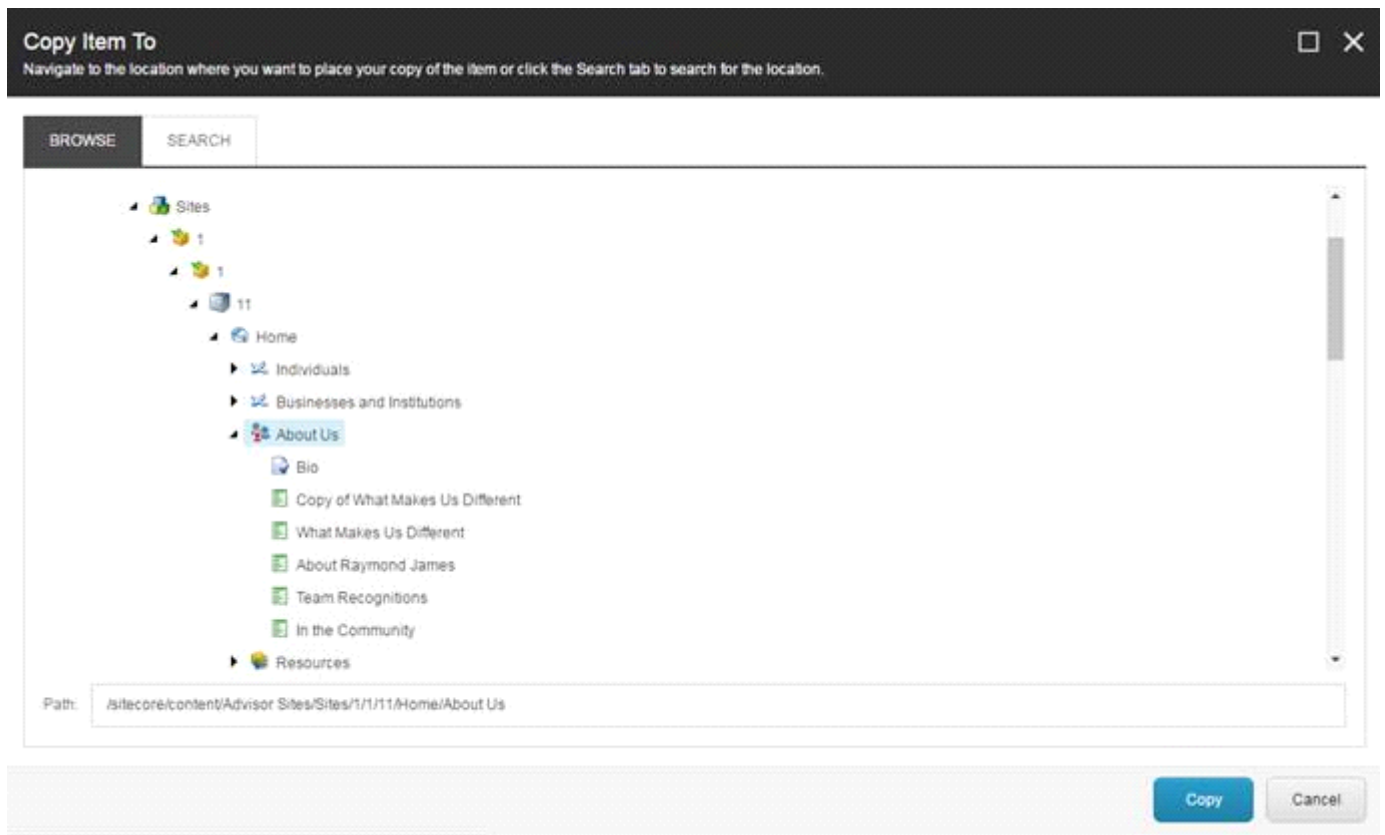 Copy Item To
Navigate to the location where you want to place your copy of the item or click the Search tab to search for the location.
BROWSE SEARCH
Sites
1
1
11
Home
Individuals
Businesses and Institutions
About Us
Bio
Copy of What Makes Us Different
What Makes Us Different
About Raymond James
Team Recognitions
In the Community
Resources
Path: /sitecore/content/Advisor Sites/Sites/1/1/11/Home/About Us
Copy Cancel